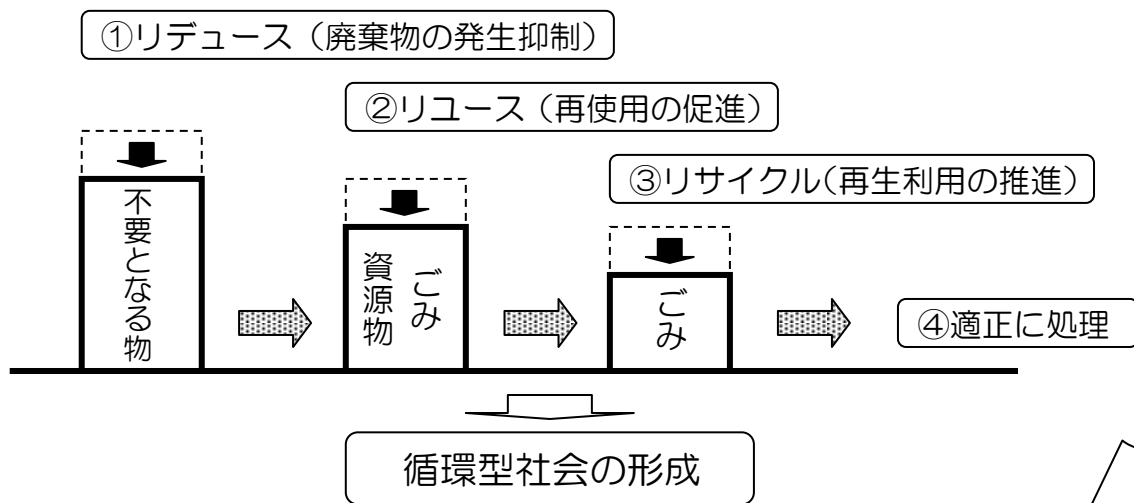 ①リデュース（廃棄物の発生抑制）
②リユース（再使用の促進）
③リサイクル（再生利用の推進）
不要となる物
ごみ
資源物
ごみ
④適正に処理
循環型社会の形成